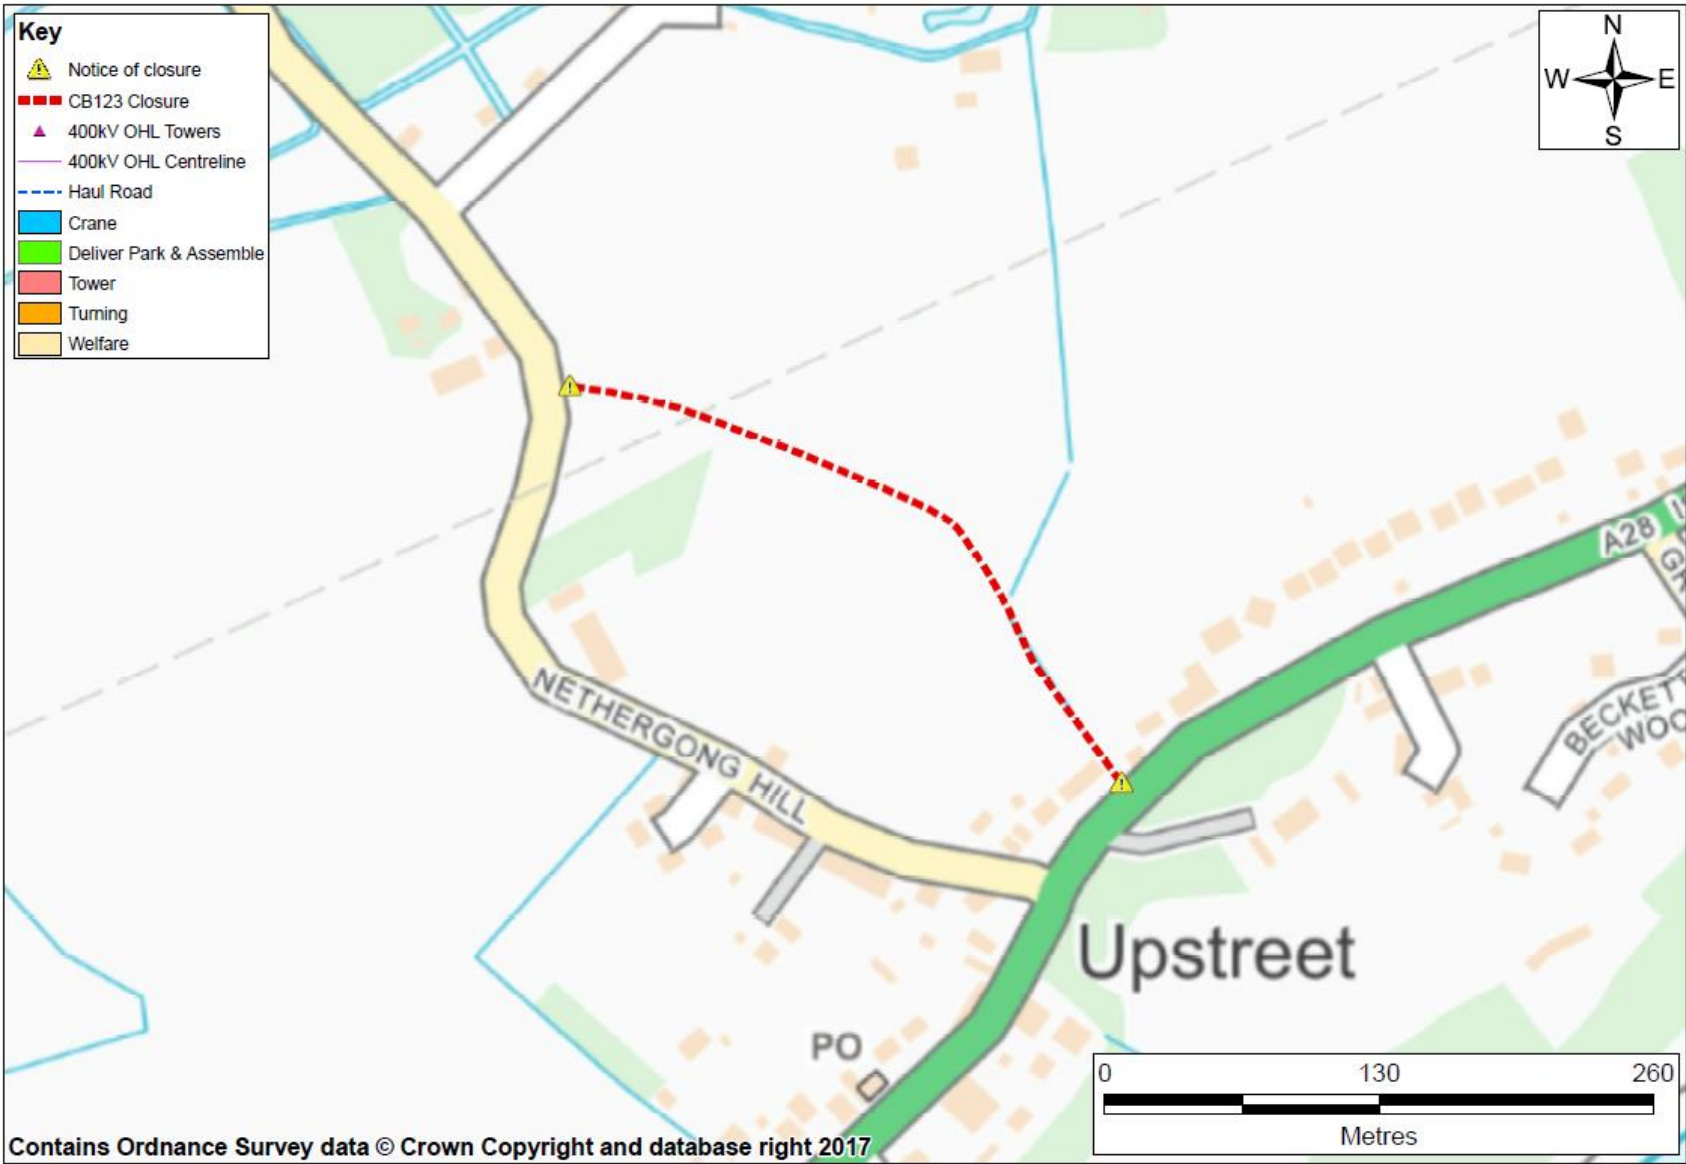 Key
Notice of closure
CB123 Closure
400kV OHL Towers
400kV OHL Centreline
Haul Road
Crane
Deliver Park & Assemble
Tower
Turning
Welfare
N
W E
S
A28
NETHERGONG HILL
BECKETT
WOO
Upstreet
PO
0 130 260
Metres
Contains Ordnance Survey data © Crown Copyright and database right 2017